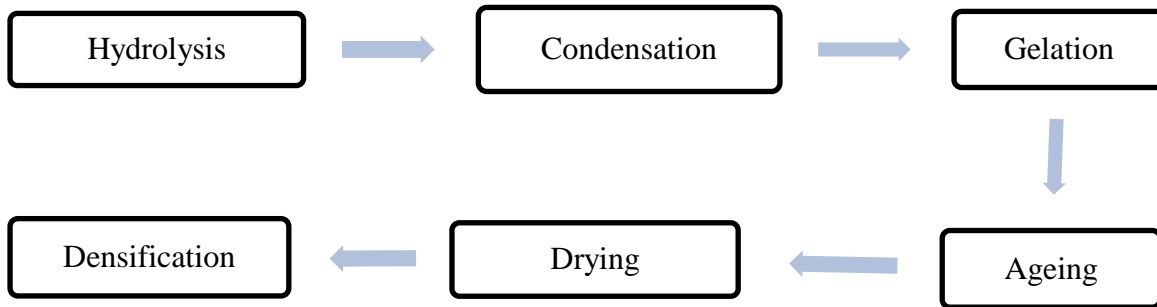 Hydrolysis
Condensation
Gelation
Ageing
Drying
Densification